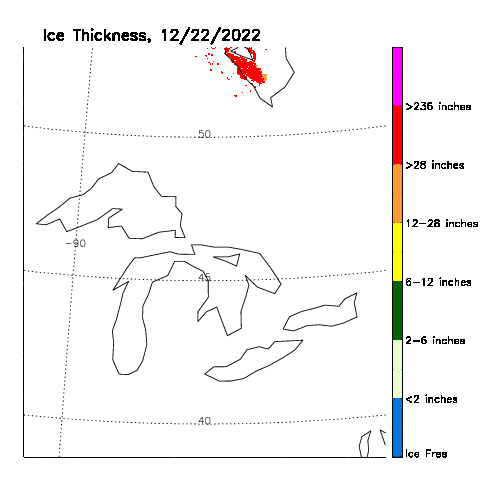 Ice Thickness, 12/22/2022
>236 inches
50
>28 inches
12-28 inches
-90
45
6-12 inches
2-6 inches
<2 inches
40
Ice Free